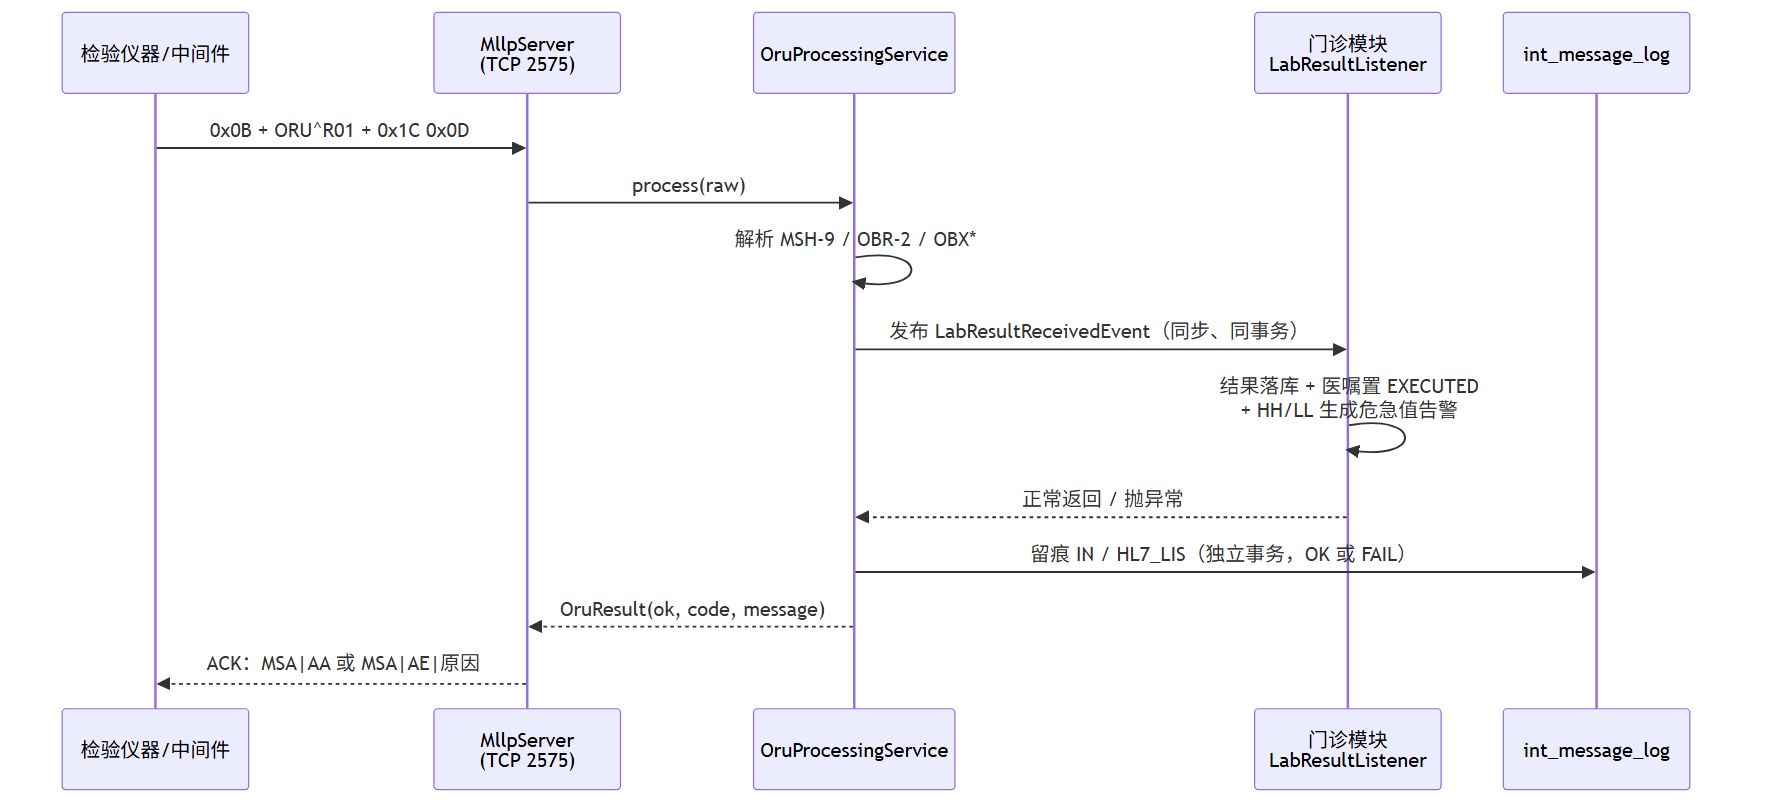 检验仪器/中间件
MllpServer
(TCP 2575)
OruProcessingService
门诊模块
LabResultListener
int_message_log
0x0B + ORU^R01 + 0x1C 0x0D
process(raw)
解析 MSH-9 / OBR-2 / OBX*
发布 LabResultReceivedEvent（同步、同事务）
结果落库 + 医嘱置 EXECUTED
+ HH/LL 生成危急值告警
正常返回 / 抛异常
留痕 IN / HL7_LIS（独立事务，OK 或 FAIL）
OruResult(ok, code, message)
ACK：MSA|AA 或 MSA|AE|原因
检验仪器/中间件
MllpServer
(TCP 2575)
OruProcessingService
门诊模块
LabResultListener
int_message_log